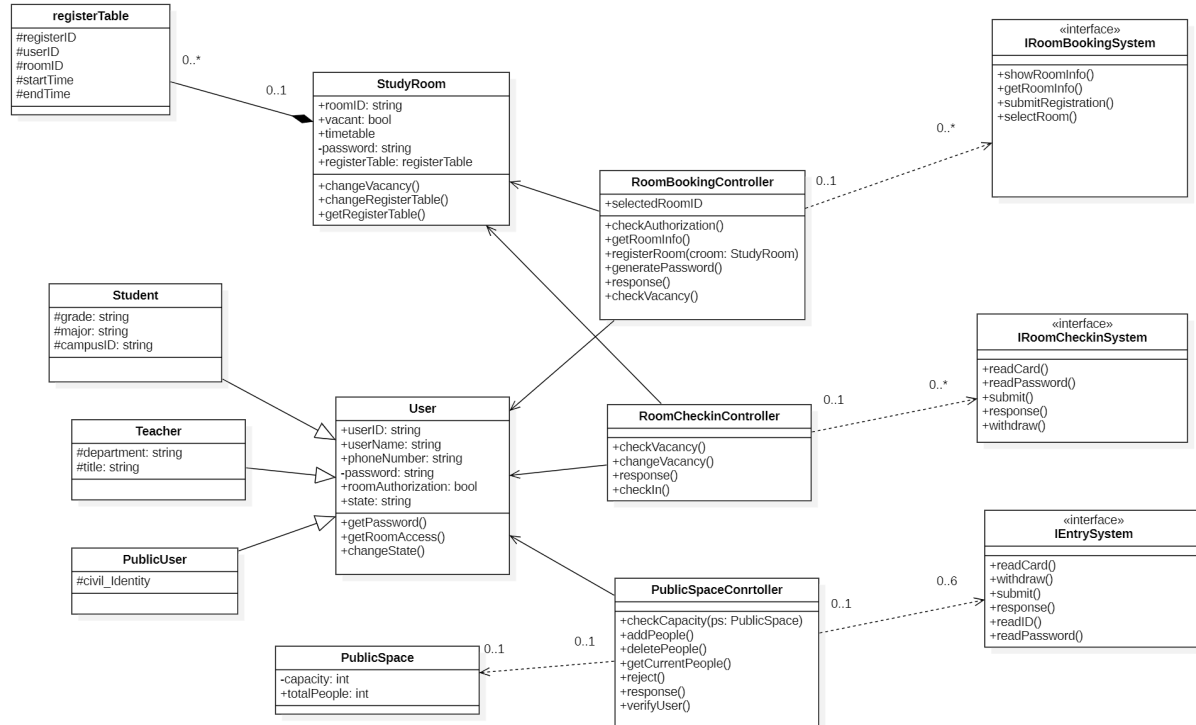 registerTable
#registerID
#userID
#roomID
#startTime
#endTime
0..*
0..1
StudyRoom
+roomID: string
+vacant: bool
+timetable
-password: string
+registerTable: registerTable
+changeVacancy()
+changeRegisterTable()
+getRegisterTable()
«interface»
IRoomBookingSystem
+showRoomInfo()
+getRoomInfo()
+submitRegistration()
+selectRoom()
0..*
0..1
RoomBookingController
+selectedRoomID
+checkAuthorization()
+getRoomInfo()
+registerRoom(croom: StudyRoom)
+generatePassword()
+response()
+checkVacancy()
Student
#grade: string
#major: string
#campusID: string
«interface»
IRoomCheckinSystem
+readCard()
+readPassword()
+submit()
+response()
+withdraw()
0..*
0..1
RoomCheckinController
+checkVacancy()
+changeVacancy()
+response()
+checkIn()
User
+userID: string
+userName: string
+phoneNumber: string
-password: string
+roomAuthorization: bool
+state: string
+getPassword()
+getRoomAccess()
+changeState()
Teacher
#department: string
#title: string
PublicUser
#civil_Identity
«interface»
IEntrySystem
+readCard()
+withdraw()
+submit()
+response()
+readID()
+readPassword()
0..6
0..1
PublicSpaceConrtoller
+checkCapacity(ps: PublicSpace)
+addPeople()
+deletePeople()
+getCurrentPeople()
+reject()
+response()
+verifyUser()
0..1
0..1
PublicSpace
-capacity: int
+totalPeople: int